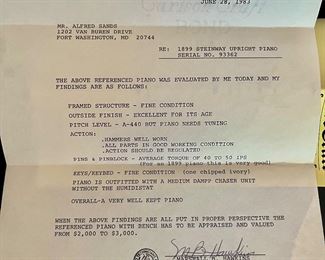 JUNE 28, 1983
MR. ALFRED SANDS
1202 VAN BUREN DRIVE
FORT WASHINGTON, MD 20744
RE: 1899 STEINWAY UPRIGHT PIANO
SERIAL NO. 93362
THE ABOVE REFERENCED PIANO WAS EVALUATED BY ME TODAY AND MY
FINDINGS ARE AS FOLLOWS:
FRAMED STRUCTURE - FINE CONDITION
OUTSIDE FINISH - EXCELLENT FOR ITS AGE
PITCH LEVEL - A-440 BUT PIANO NEEDS TUNING
ACTION:
.HAMMERS WELL WORN
.ALL PARTS IN GOOD WORKING CONDITION
.ACTION SHOULD BE REGULATED
PINS & PINBLOCK- AVERAGE TORQUE OF 40 TO 50 IPS
(For an 1899 piano this is very good)
KEYS/KEYBED - FINE CONDITION (one chipped ivory)
PIANO IS OUTFITTED WITH A MEDIUM DAMPP CHASER UNIT
WITHOUT THE HUMIDISTAT
OVERALL-A VERY WELL KEPT PIANO
WHEN THE ABOVE FINDINGS ARE ALL PUT IN PROPER PERSPECTIVE THE
REFERENCED PIANO WITH BENCH HAS TO BE APPRAISED AND VALUED
FROM $2,000 TO $3,000.